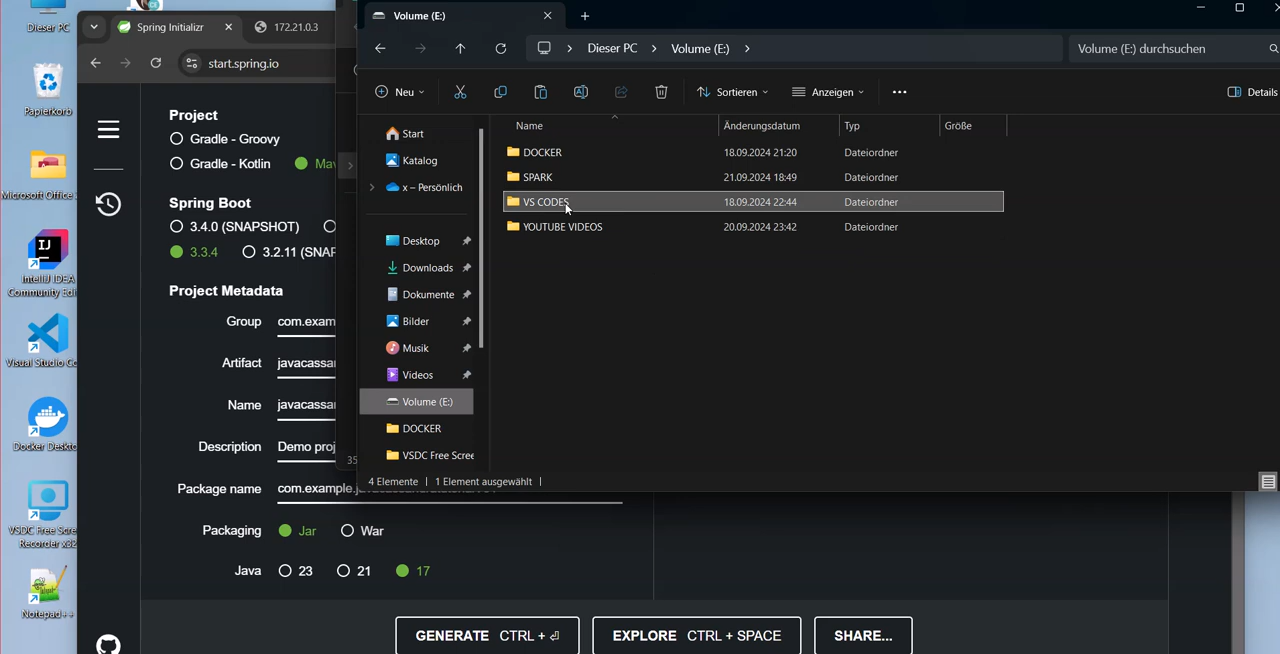 Dieser PC
Papierkorb
Microsoft Office
IntelliJ IDEA
Community Edi
Visual Studio Co
Docker Deskto
VSDC Free Scre
Recorder x32
Notepad++
Spring Initializr
172.21.0.3
start.spring.io
Project
Gradle - Groovy
Gradle - Kotlin
Mav
Spring Boot
3.4.0 (SNAPSHOT)
3.3.4
3.2.11 (SNAP
Project Metadata
Group com.exam
Artifact javacassa
Name javacassa
Description Demo proj
Package name com.example.j
Packaging Jar War
Java 23 21 17
GENERATE CTRL + ⏎
EXPLORE CTRL + SPACE
SHARE...
35
Volume (E:)
Dieser PC > Volume (E:) >
Volume (E:) durchsuchen
Neu
Sortieren
Anzeigen
Details
Start
Katalog
x – Persönlich
Desktop
Downloads
Dokumente
Bilder
Musik
Videos
Volume (E:)
DOCKER
VSDC Free Scree
Name Änderungsdatum Typ Größe
DOCKER 18.09.2024 21:20 Dateiordner
SPARK 21.09.2024 18:49 Dateiordner
VS CODES 18.09.2024 22:44 Dateiordner
YOUTUBE VIDEOS 20.09.2024 23:42 Dateiordner
4 Elemente | 1 Element ausgewählt |